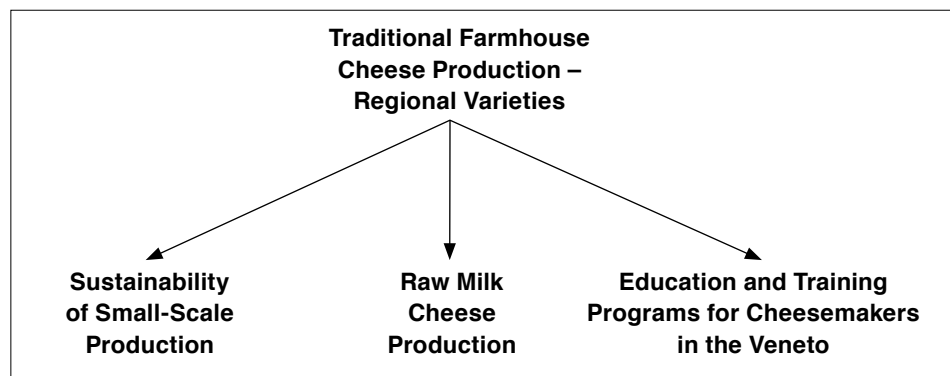 Traditional Farmhouse
Cheese Production –
Regional Varieties
Sustainability
of Small-Scale
Production
Raw Milk
Cheese
Production
Education and Training
Programs for Cheesemakers
in the Veneto